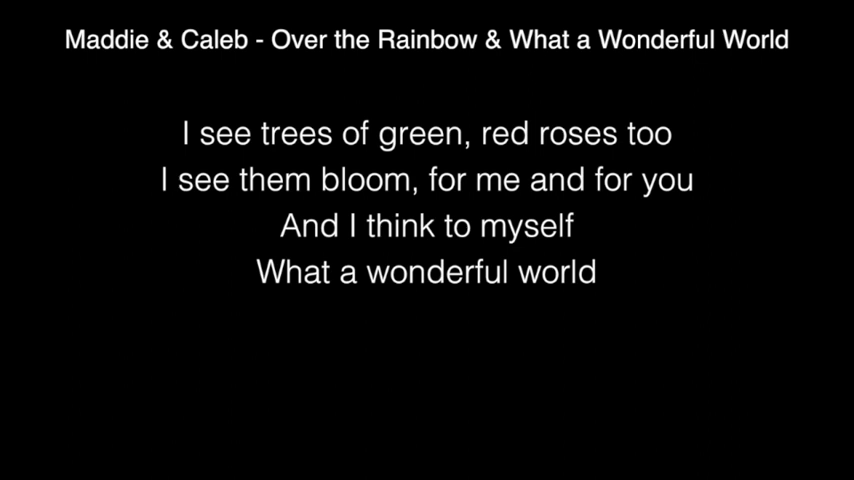 Maddie & Caleb - Over the Rainbow & What a Wonderful World
I see trees of green, red roses too
I see them bloom, for me and for you
And I think to myself
What a wonderful world